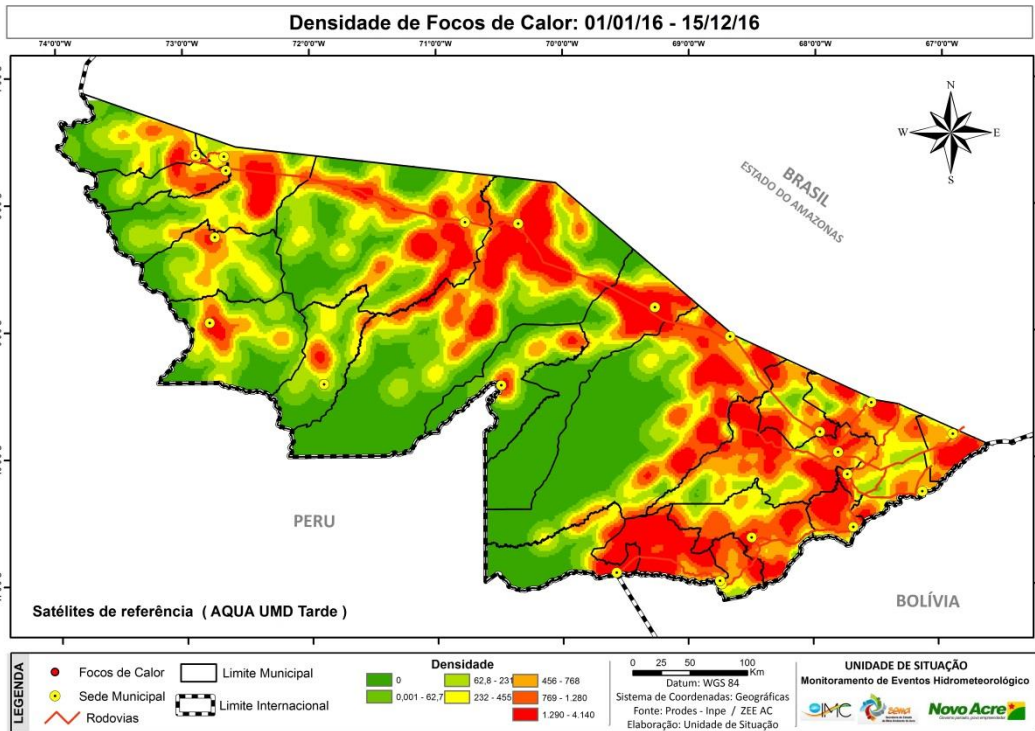 Densidade de Focos de Calor: 01/01/16 - 15/12/16
74°0'0"W 73°0'0"W 72°0'0"W 71°0'0"W 70°0'0"W 69°0'0"W 68°0'0"W 67°0'0"W
N
W E
S
BRASIL
ESTADO DO AMAZONAS
PERU
BOLÍVIA
Satélites de referência ( AQUA UMD Tarde )
LEGENDA
Focos de Calor
Sede Municipal
Rodovias
Limite Municipal
Limite Internacional
Densidade
0
0,001 - 62,7
62,8 - 231
232 - 455
456 - 768
769 - 1.280
1.290 - 4.140
0 25 50 100
Km
Datum: WGS 84
Sistema de Coordenadas: Geográficas
Fonte: Prodes - Inpe / ZEE AC
Elaboração: Unidade de Situação
UNIDADE DE SITUAÇÃO
Monitoramento de Eventos Hidrometeorológico
IMC
SEMA
Novo Acre